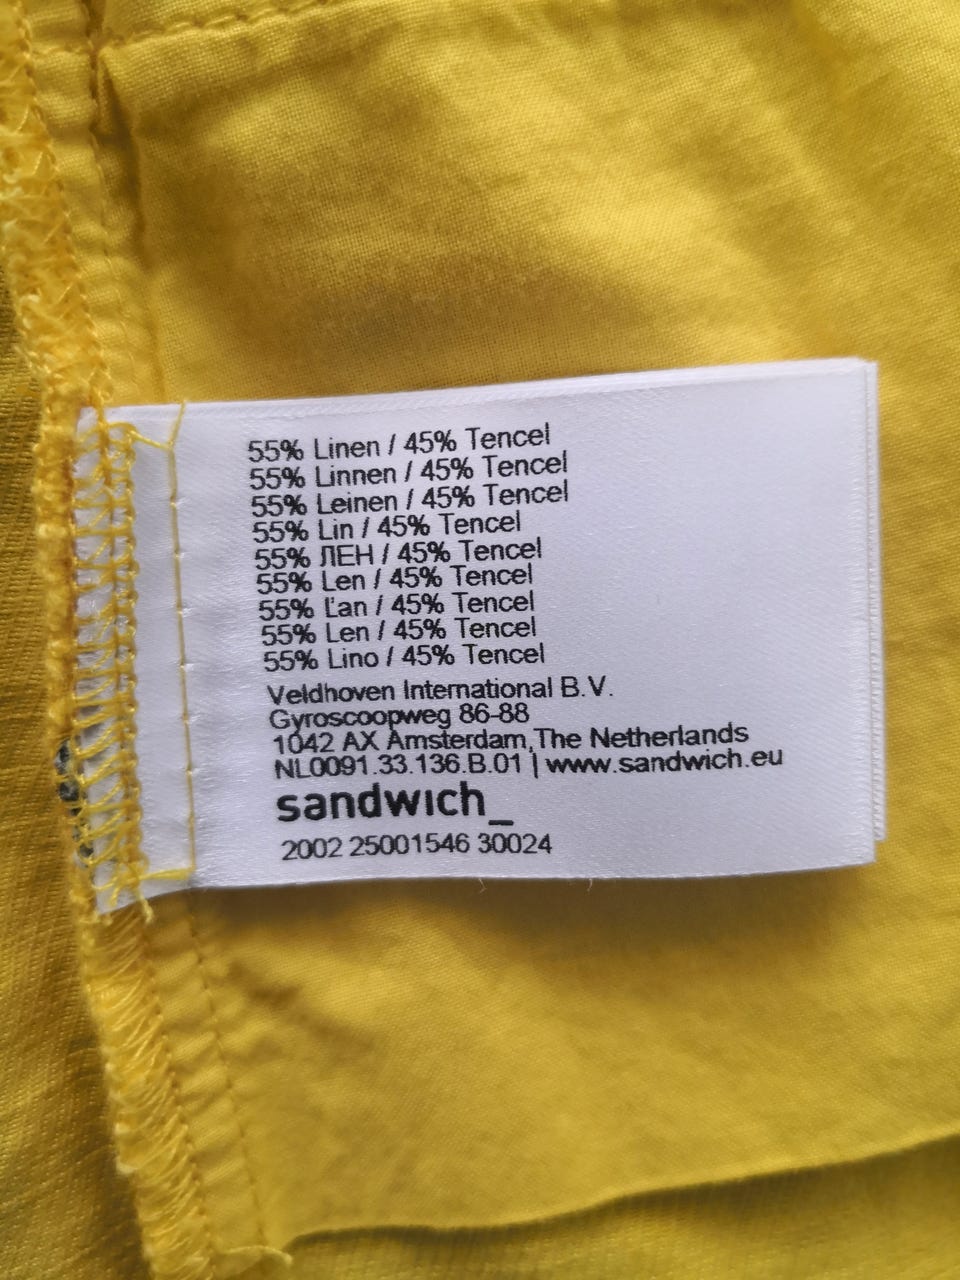 55% Linen / 45% Tencel
55% Linnen / 45% Tencel
55% Leinen / 45% Tencel
55% Lin / 45% Tencel
55% ЛЕН / 45% Tencel
55% Len / 45% Tencel
55% Ľan / 45% Tencel
55% Len / 45% Tencel
55% Lino / 45% Tencel
Veldhoven International B.V.
Gyroscoopweg 86-88
1042 AX Amsterdam,The Netherlands
NL0091.33.136.B.01 | www.sandwich.eu
sandwich_
2002 25001546 30024